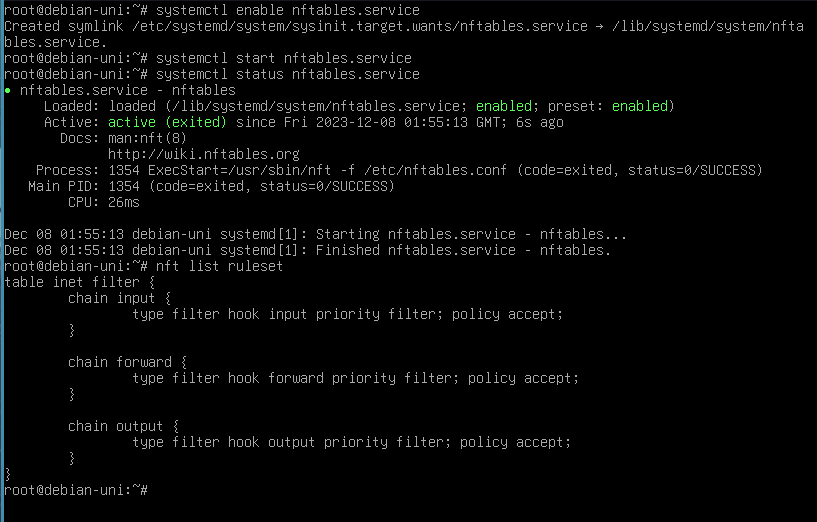 root@debian-uni:~# systemctl enable nftables.service
Created symlink /etc/systemd/system/sysinit.target.wants/nftables.service → /lib/systemd/system/nfta
bles.service.
root@debian-uni:~# systemctl start nftables.service
root@debian-uni:~# systemctl status nftables.service
● nftables.service - nftables
     Loaded: loaded (/lib/systemd/system/nftables.service; enabled; preset: enabled)
     Active: active (exited) since Fri 2023-12-08 01:55:13 GMT; 6s ago
       Docs: man:nft(8)
             http://wiki.nftables.org
    Process: 1354 ExecStart=/usr/sbin/nft -f /etc/nftables.conf (code=exited, status=0/SUCCESS)
   Main PID: 1354 (code=exited, status=0/SUCCESS)
        CPU: 26ms

Dec 08 01:55:13 debian-uni systemd[1]: Starting nftables.service - nftables...
Dec 08 01:55:13 debian-uni systemd[1]: Finished nftables.service - nftables.
root@debian-uni:~# nft list ruleset
table inet filter {
        chain input {
                type filter hook input priority filter; policy accept;
        }

        chain forward {
                type filter hook forward priority filter; policy accept;
        }

        chain output {
                type filter hook output priority filter; policy accept;
        }
}
root@debian-uni:~#